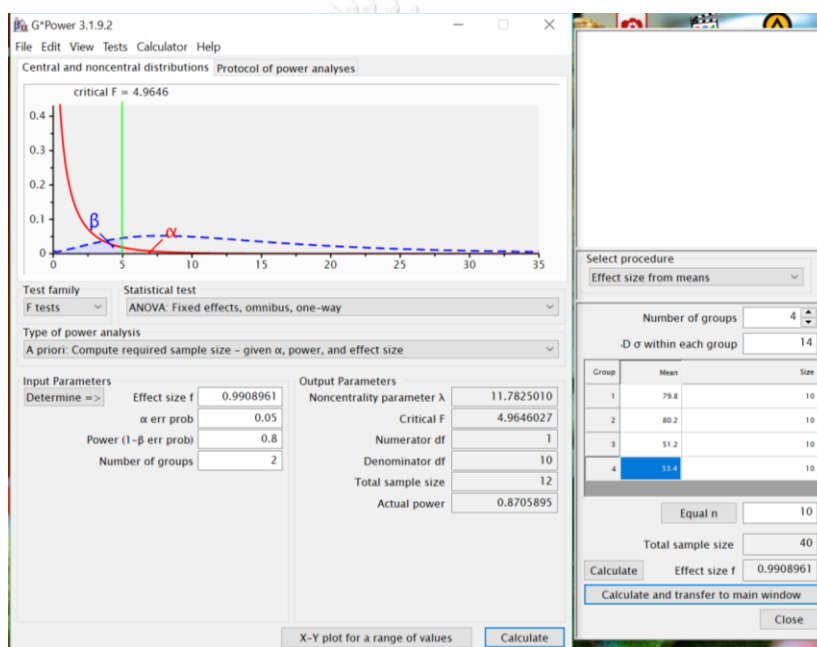 G*Power 3.1.9.2
File Edit View Tests Calculator Help
Central and noncentral distributions Protocol of power analyses
critical F = 4.9646
0.4
0.3
0.2
0.1
0
β
α
0 5 10 15 20 25 30 35
Test family Statistical test
F tests ANOVA: Fixed effects, omnibus, one-way
Type of power analysis
A priori: Compute required sample size – given α, power, and effect size
Input Parameters
Determine => Effect size f 0.9908961
α err prob 0.05
Power (1-β err prob) 0.8
Number of groups 2
Output Parameters
Noncentrality parameter λ 11.7825010
Critical F 4.9646027
Numerator df 1
Denominator df 10
Total sample size 12
Actual power 0.8705895
X-Y plot for a range of values Calculate
Select procedure
Effect size from means
Number of groups 4
D σ within each group 14
Group Mean Size
1 79.8 10
2 80.2 10
3 51.2 10
4 53.4 10
Equal n 10
Total sample size 40
Calculate Effect size f 0.9908961
Calculate and transfer to main window
Close